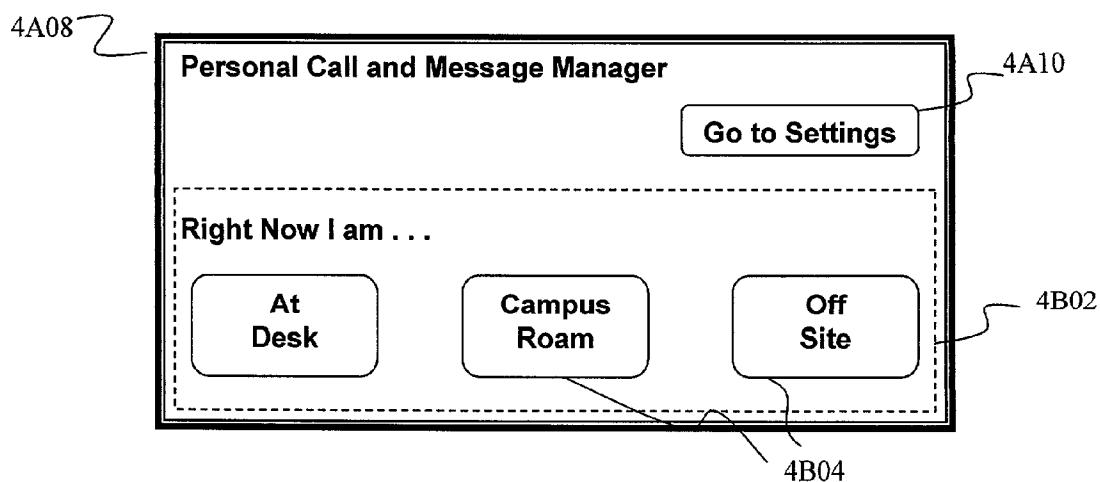 4A08
Personal Call and Message Manager
4A10
Go to Settings
Right Now I am . . .
At
Desk
Campus
Roam
Off
Site
4B02
4B04